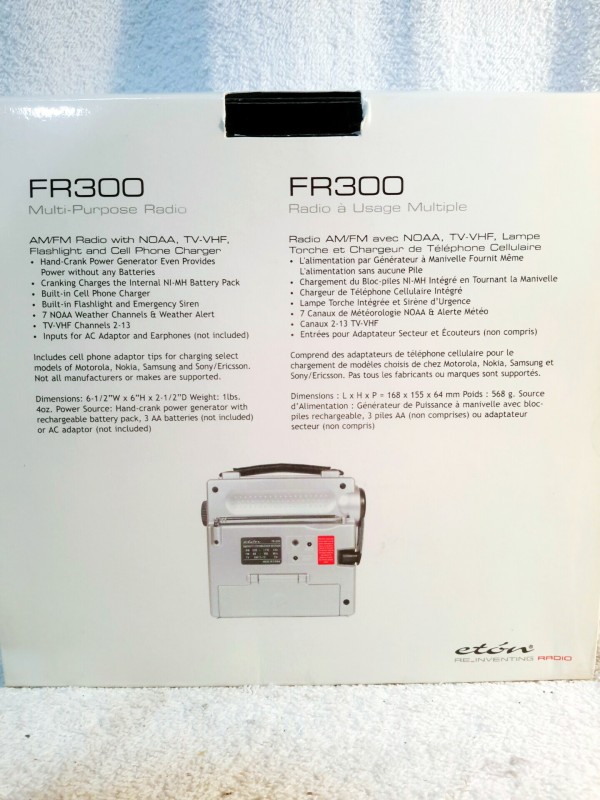 FR300
Multi-Purpose Radio
AM/FM Radio with NOAA, TV-VHF,
Flashlight and Cell Phone Charger
• Hand-Crank Power Generator Even Provides
Power without any Batteries
• Cranking Charges the Internal NI-MH Battery Pack
• Built-in Cell Phone Charger
• Built-in Flashlight and Emergency Siren
• 7 NOAA Weather Channels & Weather Alert
• TV-VHF Channels 2-13
• Inputs for AC Adaptor and Earphones (not included)
Includes cell phone adaptor tips for charging select
models of Motorola, Nokia, Samsung and Sony/Ericsson.
Not all manufacturers or makes are supported.
Dimensions: 6-1/2"W x 6"H x 2-1/2"D Weight: 1lbs.
4oz. Power Source: Hand-crank power generator with
rechargeable battery pack, 3 AA batteries (not included)
or AC adaptor (not included)
FR300
Radio à Usage Multiple
Radio AM/FM avec NOAA, TV-VHF, Lampe
Torche et Chargeur de Téléphone Cellulaire
• L'alimentation par Générateur à Manivelle Fournit Même
L'alimentation sans aucune Pile
• Chargement du Bloc-piles NI-MH Intégré en Tournant la Manivelle
• Chargeur de Téléphone Cellulaire Intégré
• Lampe Torche Intégrée et Sirène d'Urgence
• 7 Canaux de Météorologie NOAA & Alerte Météo
• Canaux 2-13 TV-VHF
• Entrées pour Adaptateur Secteur et Écouteurs (non compris)
Comprend des adaptateurs de téléphone cellulaire pour le
chargement de modèles choisis de chez Motorola, Nokia, Samsung et
Sony/Ericsson. Pas tous les fabricants ou marques sont supportés.
Dimensions : L x H x P = 168 x 155 x 64 mm Poids : 568 g. Source
d'Alimentation : Générateur de Puissance à manivelle avec bloc-
piles rechargeable, 3 piles AA (non comprises) ou adaptateur
secteur (non compris)
etón®
RE_INVENTING RADIO